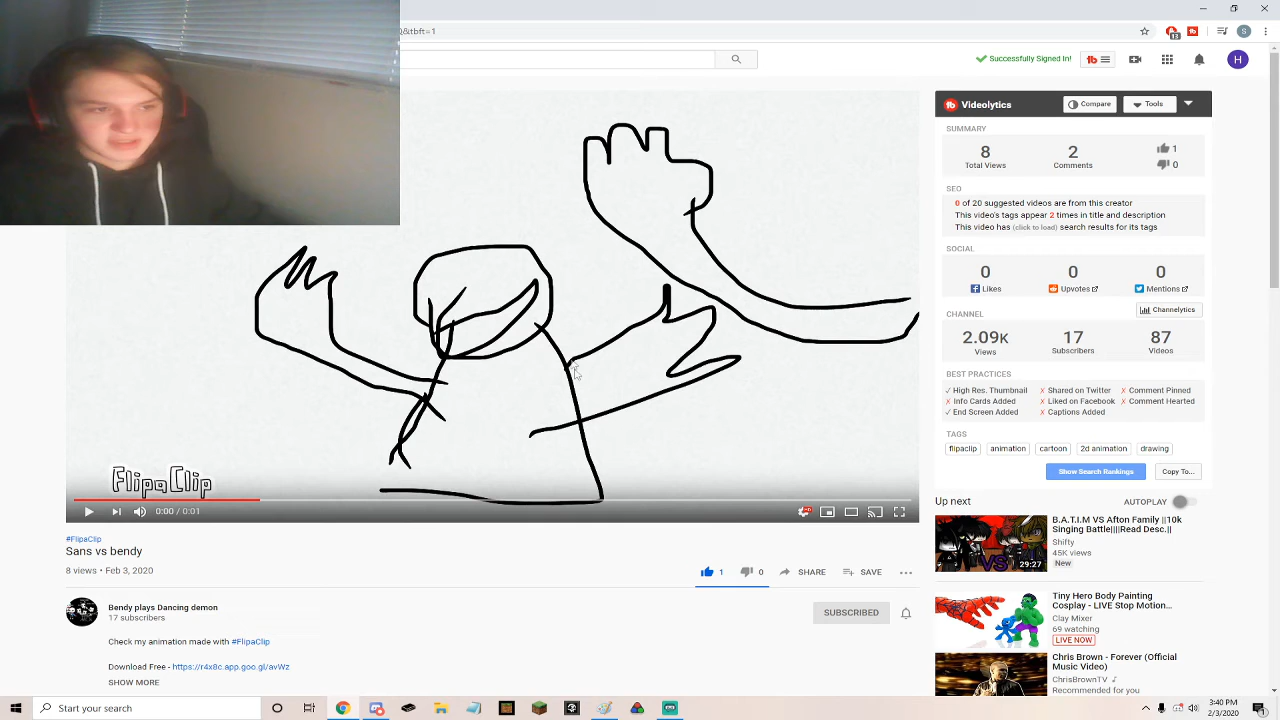 Q&tbft=1
13
S
Successfully Signed In!
H
Videolytics
Compare
Tools
SUMMARY
8
Total Views
2
Comments
1
0
SEO
0 of 20 suggested videos are from this creator
This video's tags appear 2 times in title and description
This video has (click to load) search results for its tags
SOCIAL
0
Likes
0
Upvotes
0
Mentions
Channelytics
CHANNEL
2.09K
Views
17
Subscribers
87
Videos
BEST PRACTICES
✓ High Res. Thumbnail
✗ Shared on Twitter
✗ Comment Pinned
✗ Info Cards Added
✗ Liked on Facebook
✗ Comment Hearted
✓ End Screen Added
✗ Captions Added
TAGS
flipaclip
animation
cartoon
2d animation
drawing
Show Search Rankings
Copy To...
FlipaClip
0:00 / 0:01
#FlipaClip
Sans vs bendy
8 views • Feb 3, 2020
1
0
SHARE
SAVE
Bendy plays Dancing demon
17 subscribers
SUBSCRIBED
Check my animation made with #FlipaClip
Download Free - https://r4x8c.app.goo.gl/avWz
SHOW MORE
Up next
AUTOPLAY
B.A.T.I.M VS Afton Family ||10k
Singing Battle||||Read Desc.||
Shifty
45K views
New
VS
29:27
Tiny Hero Body Painting
Cosplay - LIVE Stop Motion...
Clay Mixer
69 watching
LIVE NOW
Chris Brown - Forever (Official
Music Video)
ChrisBrownTV
Recommended for you
Start your search
3:40 PM
2/3/2020